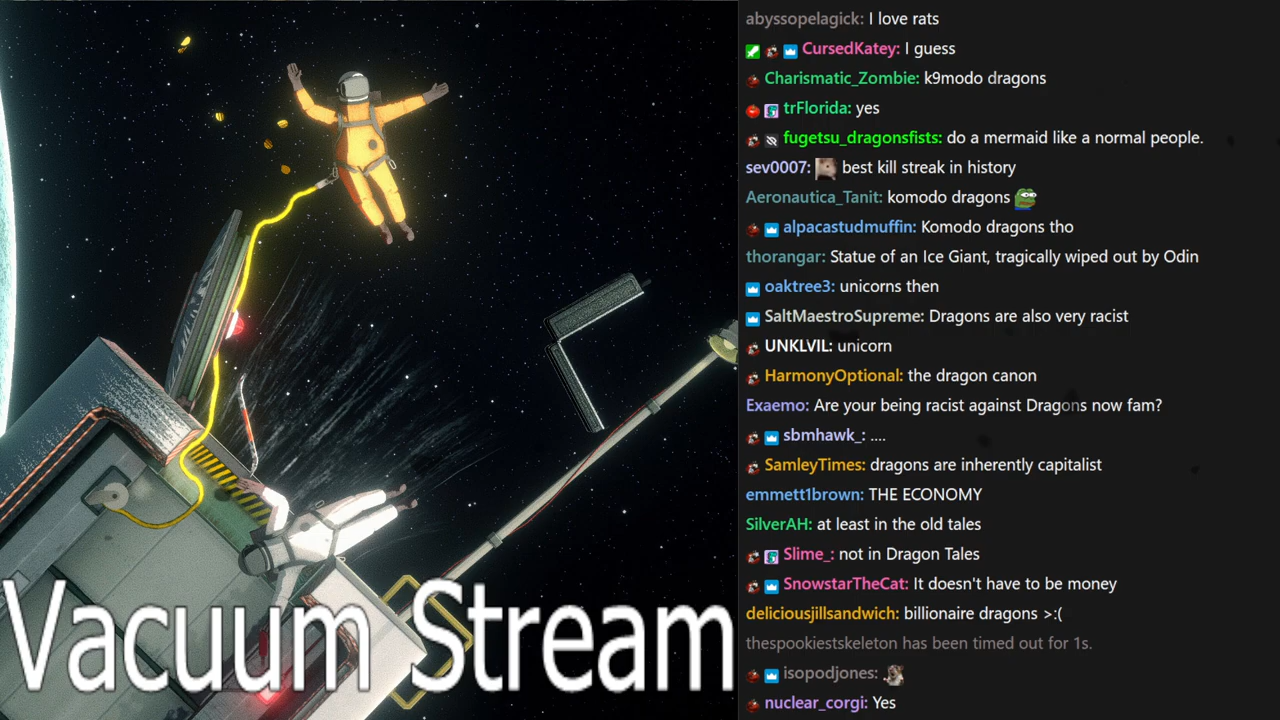 abyssopelagick: I love rats
CursedKatey: I guess
Charismatic_Zombie: k9modo dragons
trFlorida: yes
fugetsu_dragonsfists: do a mermaid like a normal people.
sev0007: best kill streak in history
Aeronautica_Tanit: komodo dragons
alpacastudmuffin: Komodo dragons tho
thorangar: Statue of an Ice Giant, tragically wiped out by Odin
oaktree3: unicorns then
SaltMaestroSupreme: Dragons are also very racist
UNKLVIL: unicorn
HarmonyOptional: the dragon canon
Exaemo: Are your being racist against Dragons now fam?
sbmhawk_: ....
SamleyTimes: dragons are inherently capitalist
emmett1brown: THE ECONOMY
SilverAH: at least in the old tales
Slime_: not in Dragon Tales
SnowstarTheCat: It doesn't have to be money
deliciousjillsandwich: billionaire dragons >:(
thespookiestskeleton has been timed out for 1s.
isopodjones:
nuclear_corgi: Yes
Vacuum Stream